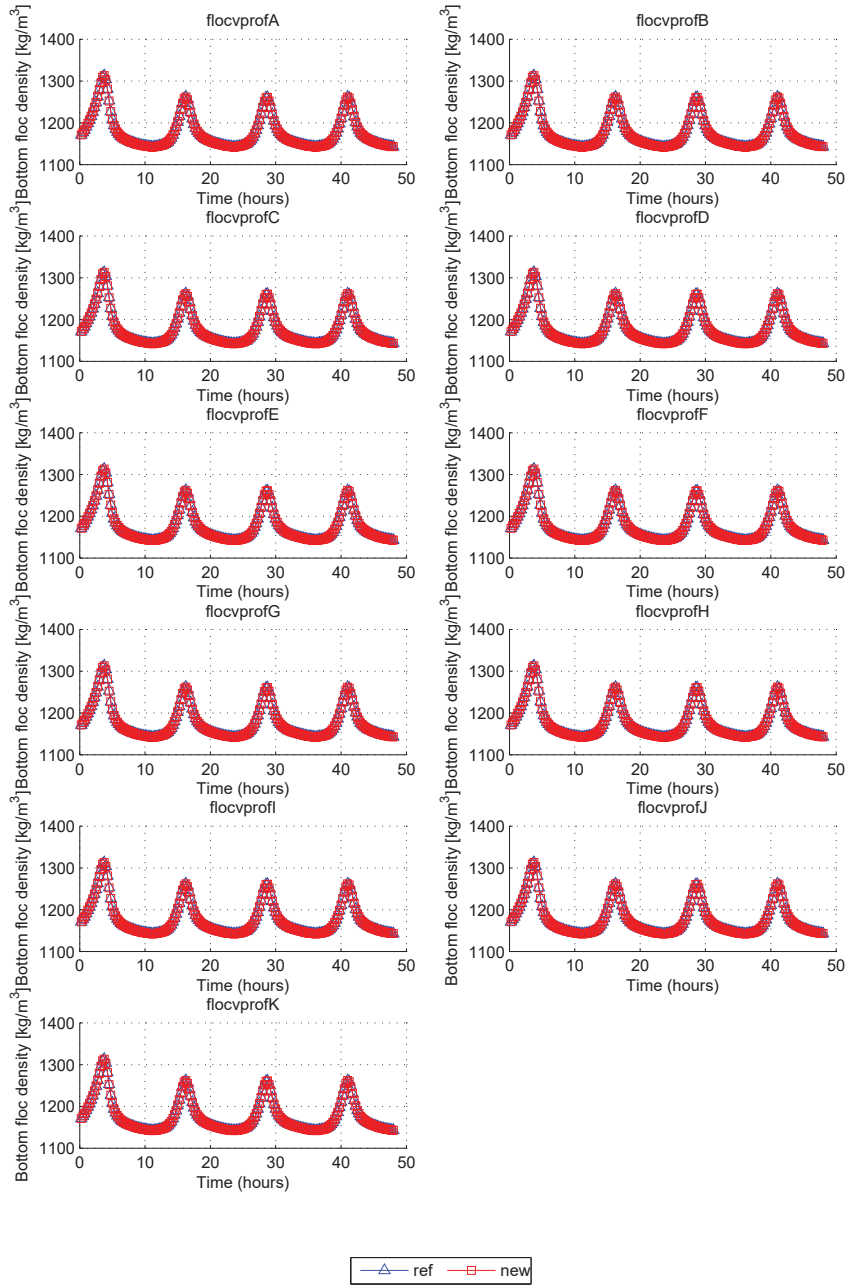 flocvprofA
Bottom floc density [kg/m³]
1400
1300
1200
1100
0 10 20 30 40 50
Time (hours)
flocvprofB
Bottom floc density [kg/m³]
1400
1300
1200
1100
0 10 20 30 40 50
Time (hours)
flocvprofC
Bottom floc density [kg/m³]
1400
1300
1200
1100
0 10 20 30 40 50
Time (hours)
flocvprofD
Bottom floc density [kg/m³]
1400
1300
1200
1100
0 10 20 30 40 50
Time (hours)
flocvprofE
Bottom floc density [kg/m³]
1400
1300
1200
1100
0 10 20 30 40 50
Time (hours)
flocvprofF
Bottom floc density [kg/m³]
1400
1300
1200
1100
0 10 20 30 40 50
Time (hours)
flocvprofG
Bottom floc density [kg/m³]
1400
1300
1200
1100
0 10 20 30 40 50
Time (hours)
flocvprofH
Bottom floc density [kg/m³]
1400
1300
1200
1100
0 10 20 30 40 50
Time (hours)
flocvprofI
Bottom floc density [kg/m³]
1400
1300
1200
1100
0 10 20 30 40 50
Time (hours)
flocvprofJ
Bottom floc density [kg/m³]
1400
1300
1200
1100
0 10 20 30 40 50
Time (hours)
flocvprofK
Bottom floc density [kg/m³]
1400
1300
1200
1100
0 10 20 30 40 50
Time (hours)
ref new